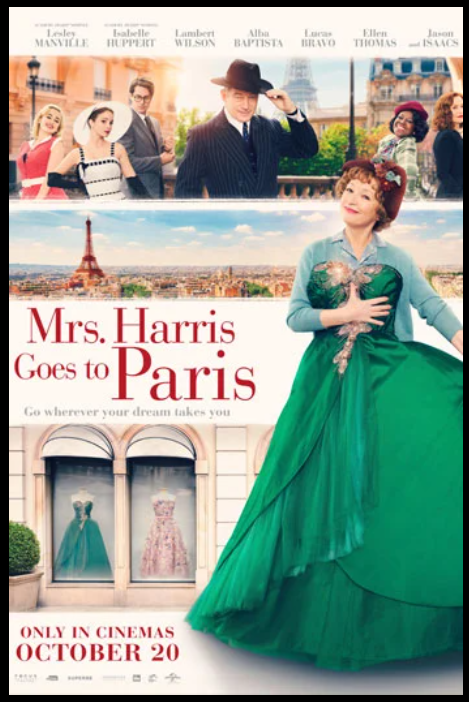 Lesley Isabelle Lambert Alba Lucas Ellen Jason
MANVILLE HUPPERT WILSON BAPTISTA BRAVO THOMAS and ISAACS
Mrs. Harris
Goes to Paris
Go wherever your dream takes you
ONLY IN CINEMAS
OCTOBER 20
FOCUS